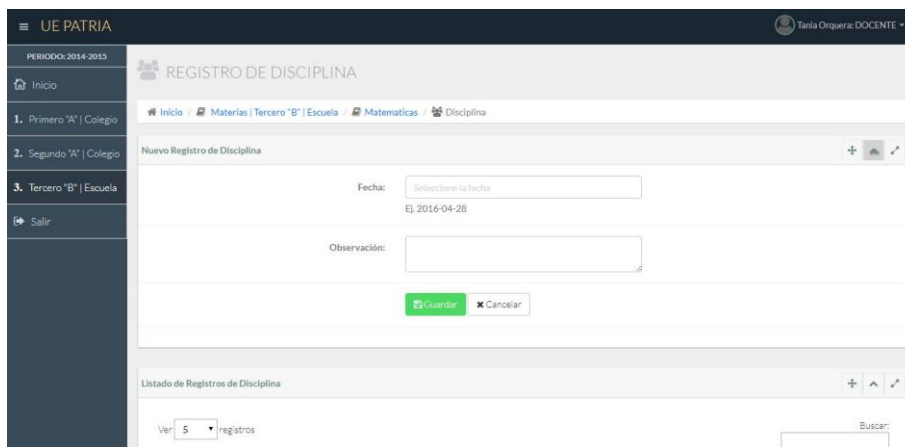 UE PATRIA
Tania Orquera: DOCENTE
PERIODO: 2014-2015
Inicio
1. Primero "A" | Colegio
2. Segundo "A" | Colegio
3. Tercero "B" | Escuela
Salir
REGISTRO DE DISCIPLINA
Inicio / Materias | Tercero "B" | Escuela / Matematicas / Disciplina
Nuevo Registro de Disciplina
Fecha:
Seleccione la fecha
Ej. 2016-04-28
Observación:
Guardar
Cancelar
Listado de Registros de Disciplina
Ver 5 registros
Buscar: